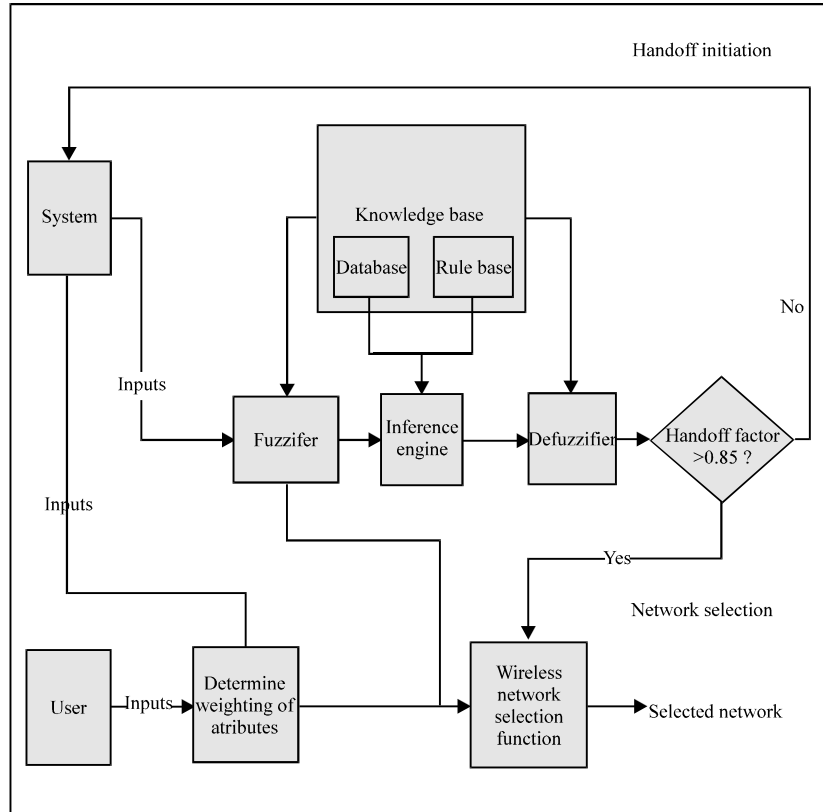 Handoff initiation
System
Knowledge base
Database
Rule base
No
Inputs
Fuzzifer
Inference
engine
Defuzzifier
Handoff factor
>0.85 ?
Inputs
Yes
Network selection
User
Inputs
Determine
weighting of
atributes
Wireless
network
selection
function
Selected network